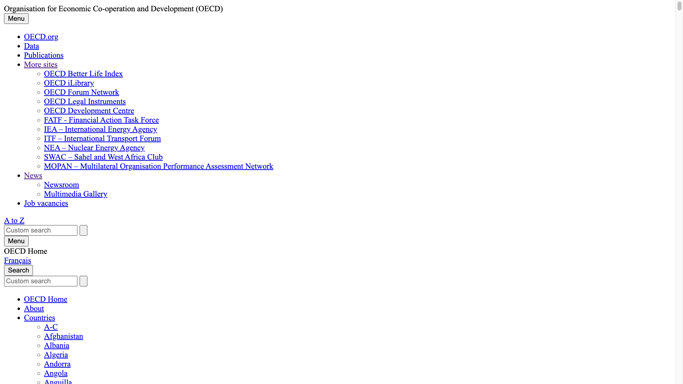 Organisation for Economic Co-operation and Development (OECD)
Menu
OECD.org
Data
Publications
More sites
OECD Better Life Index
OECD iLibrary
OECD Forum Network
OECD Legal Instruments
OECD Development Centre
FATF - Financial Action Task Force
IEA – International Energy Agency
ITF – International Transport Forum
NEA – Nuclear Energy Agency
SWAC – Sahel and West Africa Club
MOPAN – Multilateral Organisation Performance Assessment Network
News
Newsroom
Multimedia Gallery
Job vacancies
A to Z
Custom search
Menu
OECD Home
Français
Search
Custom search
OECD Home
About
Countries
A-C
Afghanistan
Albania
Algeria
Andorra
Angola
Anguilla